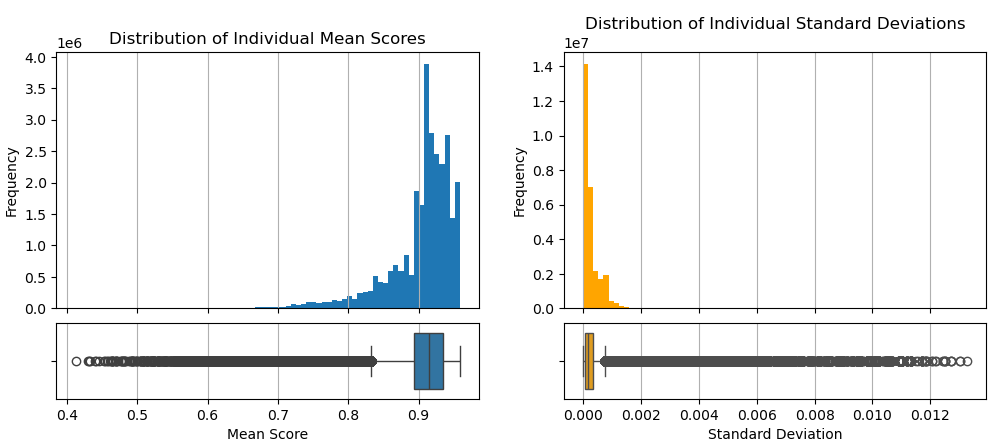 Distribution of Individual Mean Scores
1e6
4.0
3.5
3.0
2.5
2.0
1.5
1.0
0.5
0.0
Frequency
0.4 0.5 0.6 0.7 0.8 0.9
Mean Score
Distribution of Individual Standard Deviations
1e7
1.4
1.2
1.0
0.8
0.6
0.4
0.2
0.0
Frequency
0.000 0.002 0.004 0.006 0.008 0.010 0.012
Standard Deviation